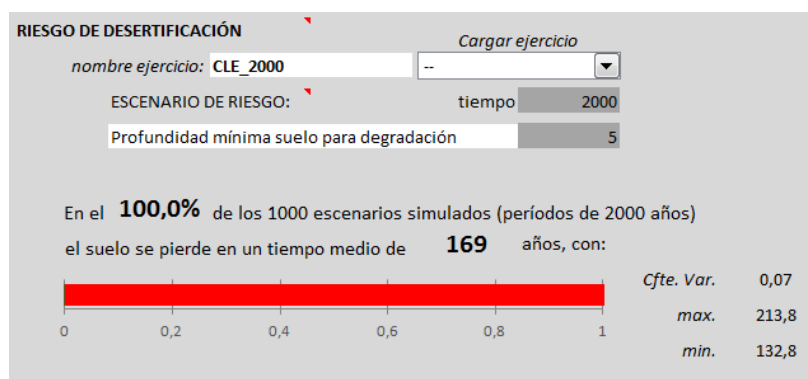 RIESGO DE DESERTIFICACIÓN
Cargar ejercicio
nombre ejercicio: CLE_2000
--
ESCENARIO DE RIESGO: tiempo 2000
Profundidad mínima suelo para degradación 5
En el 100,0% de los 1000 escenarios simulados (períodos de 2000 años)
el suelo se pierde en un tiempo medio de 169 años, con:
Cfte. Var. 0,07
max. 213,8
min. 132,8
0 0,2 0,4 0,6 0,8 1